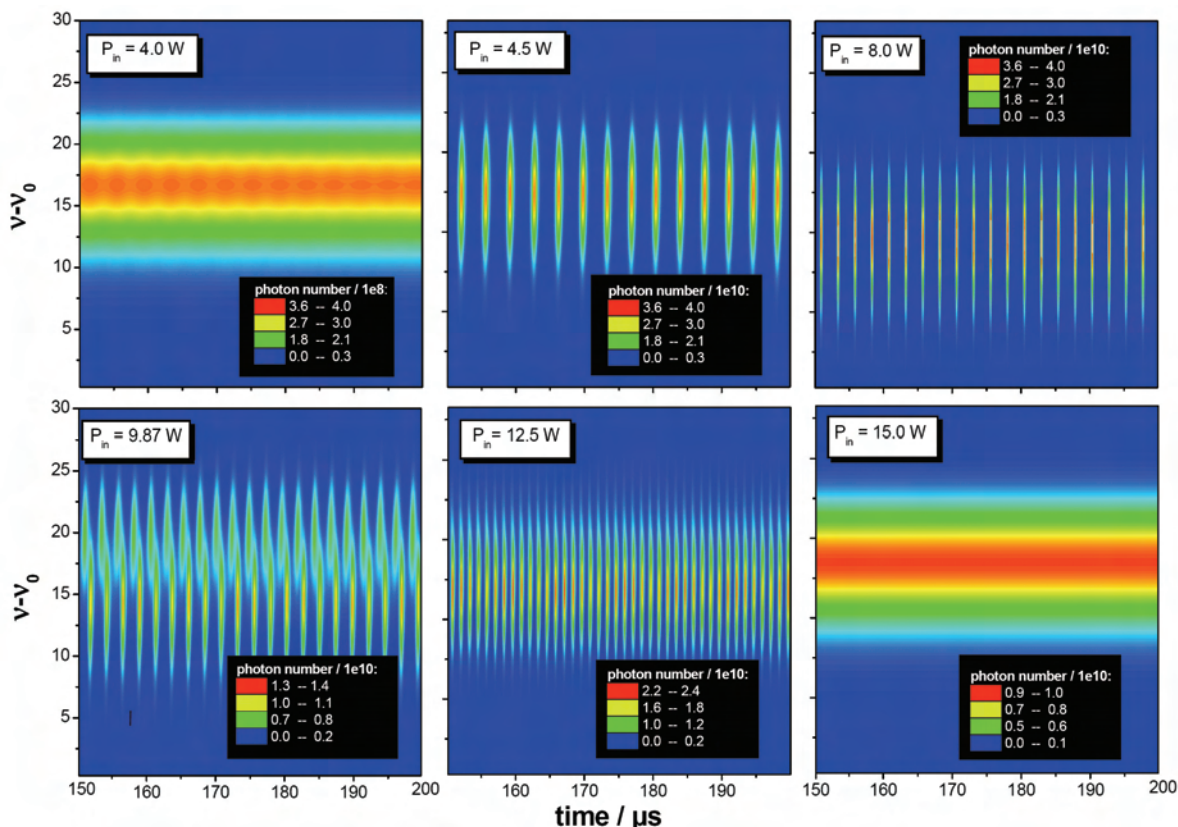 30
25
20
15
10
5
ν-ν0
Pin = 4.0 W
photon number / 1e8:
3.6 -- 4.0
2.7 -- 3.0
1.8 -- 2.1
0.0 -- 0.3
Pin = 4.5 W
photon number / 1e10:
3.6 -- 4.0
2.7 -- 3.0
1.8 -- 2.1
0.0 -- 0.3
Pin = 8.0 W
photon number / 1e10:
3.6 -- 4.0
2.7 -- 3.0
1.8 -- 2.1
0.0 -- 0.3
30
25
20
15
10
5
ν-ν0
Pin = 9.87 W
photon number / 1e10:
1.3 -- 1.4
1.0 -- 1.1
0.7 -- 0.8
0.0 -- 0.2
150 160 170 180 190 200
Pin = 12.5 W
photon number / 1e10:
2.2 -- 2.4
1.6 -- 1.8
1.0 -- 1.2
0.0 -- 0.2
160 170 180 190
Pin = 15.0 W
photon number / 1e10:
0.9 -- 1.0
0.7 -- 0.8
0.5 -- 0.6
0.0 -- 0.1
150 160 170 180 190 200
time / μs